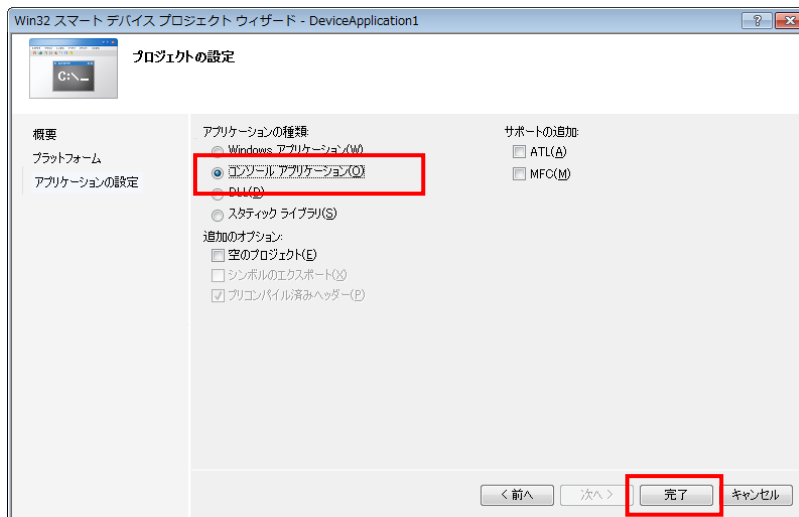 Win32 スマート デバイス プロジェクト ウィザード - DeviceApplication1
C:\_
プロジェクトの設定
概要
プラットフォーム
アプリケーションの設定
アプリケーションの種類:
Windows アプリケーション(W)
コンソール アプリケーション(O)
DLL(D)
スタティック ライブラリ(S)
追加のオプション:
空のプロジェクト(E)
シンボルのエクスポート(X)
プリコンパイル済みヘッダー(P)
サポートの追加:
ATL(A)
MFC(M)
< 前へ
次へ >
完了
キャンセル